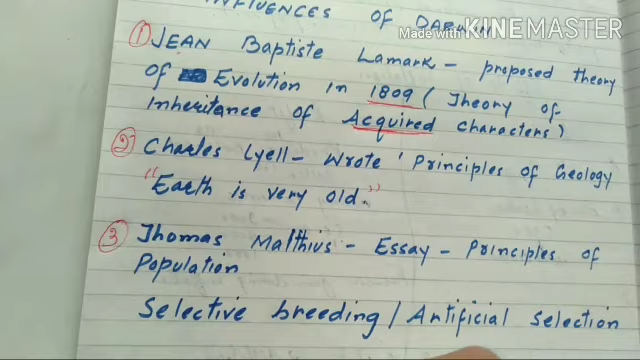 INFLUENCES OF DARWIN
Made with KINEMASTER
① JEAN Baptiste Lamark - proposed theory
of Evolution in 1809 ( Theory of
inheritance of Acquired characters)
② Charles Lyell - Wrote ' Principles of Geology
"Earth is very old."
③ Thomas Malthius - Essay - Principles of
Population
Selective breeding / Artificial selection